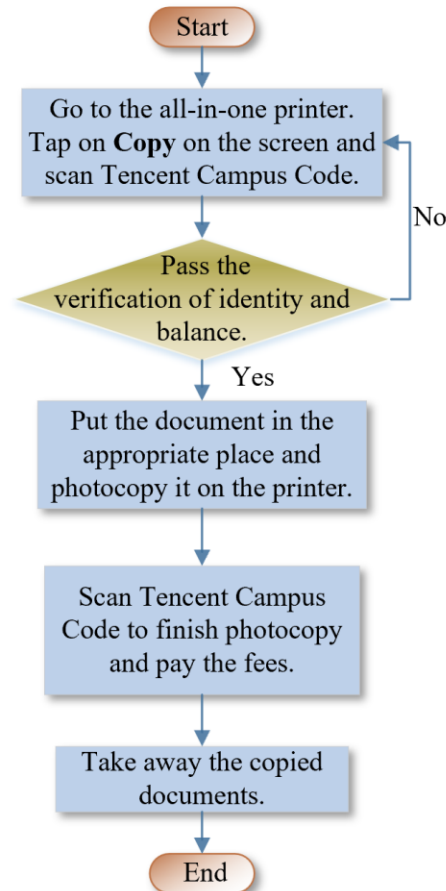 Start
Go to the all-in-one printer.
Tap on Copy on the screen and
scan Tencent Campus Code.
No
Pass the
verification of identity and
balance.
Yes
Put the document in the
appropriate place and
photocopy it on the printer.
Scan Tencent Campus
Code to finish photocopy
and pay the fees.
Take away the copied
documents.
End